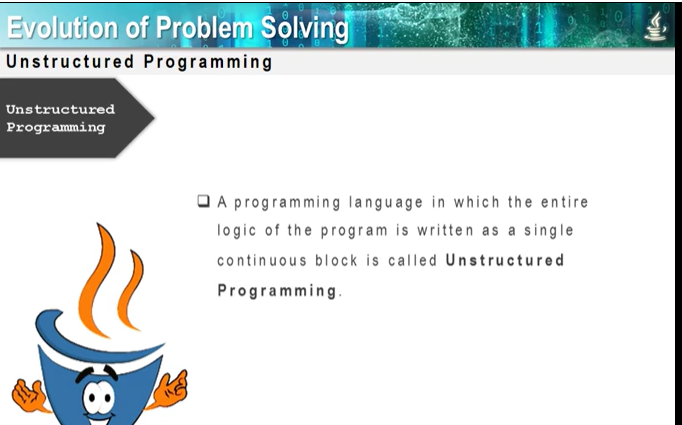 Evolution of Problem Solving
Unstructured Programming
Unstructured
Programming
❑ A programming language in which the entire
logic of the program is written as a single
continuous block is called Unstructured
Programming.